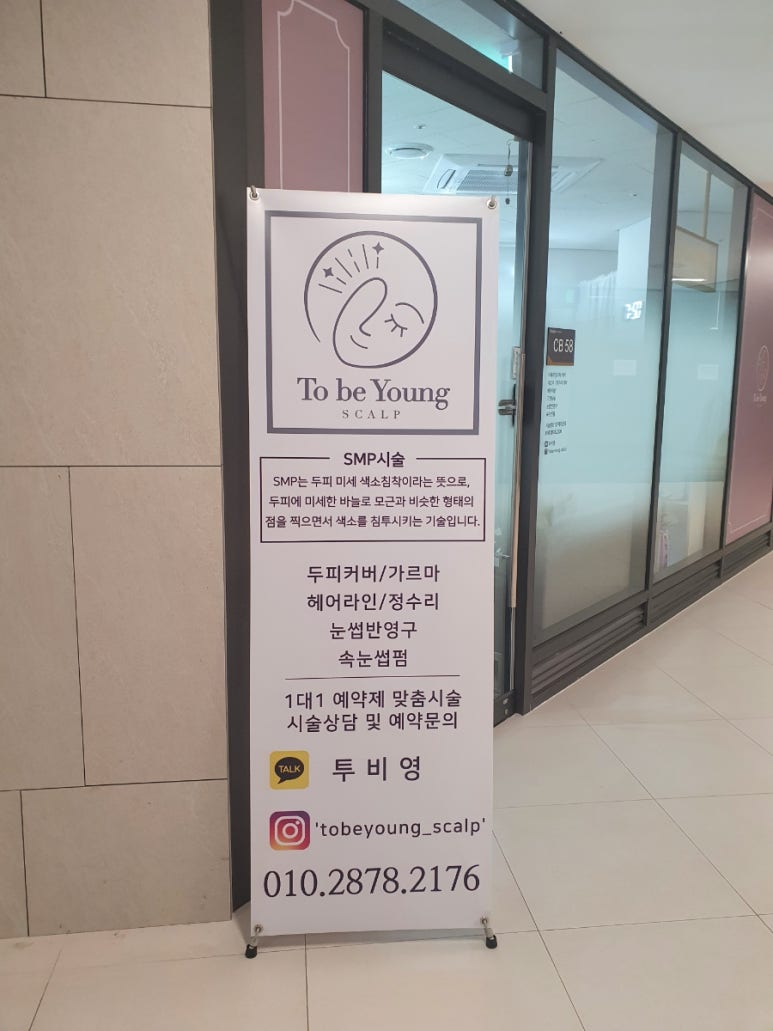 To be Young
SCALP
SMP시술
SMP는 두피 미세 색소침착이라는 뜻으로,
두피에 미세한 바늘로 모근과 비슷한 형태의
점을 찍으면서 색소를 침투시키는 기술입니다.
두피커버/가르마
헤어라인/정수리
눈썹반영구
속눈썹펌
1대1 예약제 맞춤시술
시술상담 및 예약문의
TALK
투비영
'tobeyoung_scalp'
010.2878.2176
CB 58
To be Young